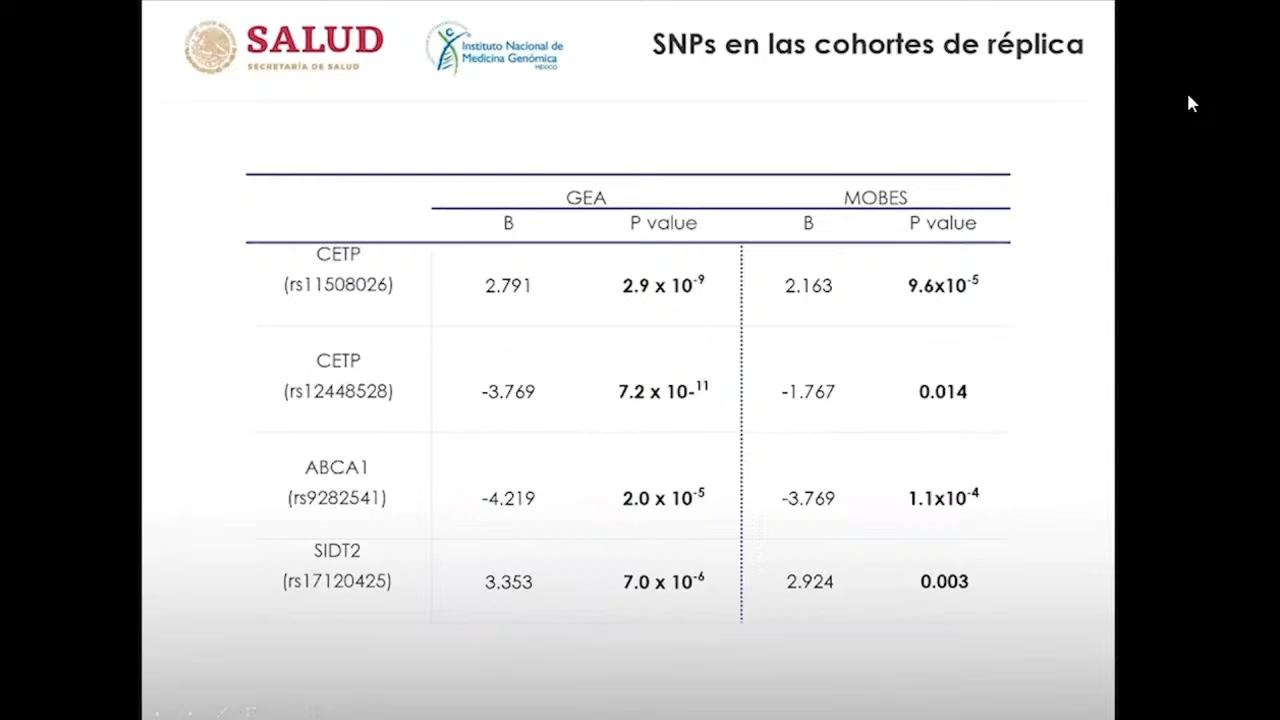 SALUD
SECRETARÍA DE SALUD
Instituto Nacional de
Medicina Genómica
MÉXICO
SNPs en las cohortes de réplica
GEA MOBES
B P value B P value
CETP
(rs11508026) 2.791 2.9 x 10⁻⁹ 2.163 9.6x10⁻⁵
CETP
(rs12448528) -3.769 7.2 x 10-¹¹ -1.767 0.014
ABCA1
(rs9282541) -4.219 2.0 x 10⁻⁵ -3.769 1.1x10⁻⁴
SIDT2
(rs17120425) 3.353 7.0 x 10⁻⁶ 2.924 0.003